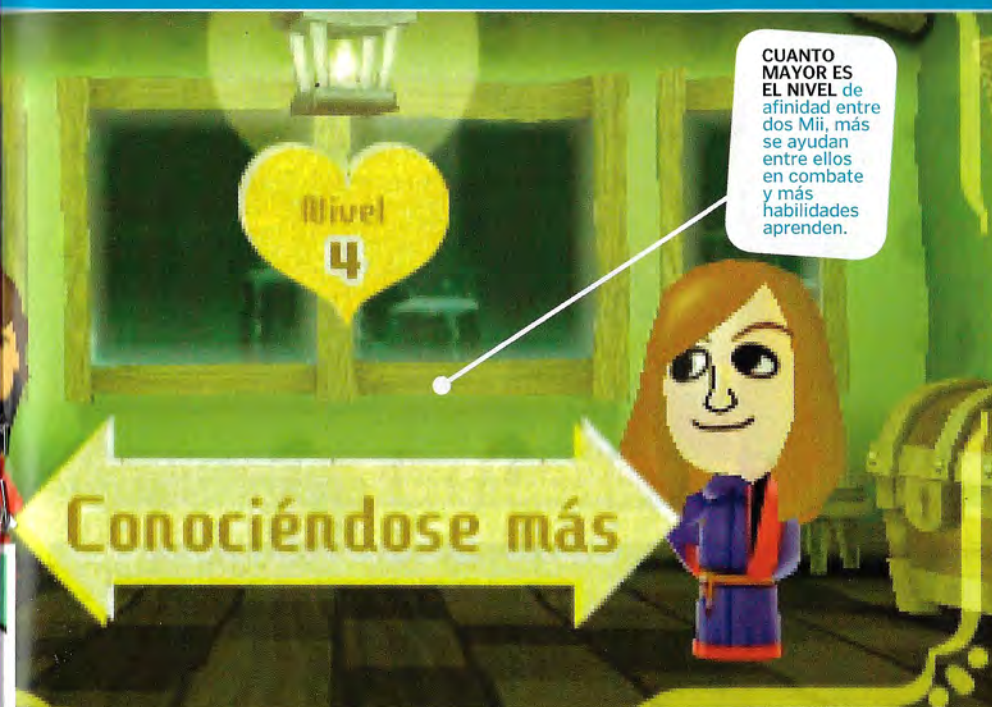 CUANTO
MAYOR ES
EL NIVEL de
afinidad entre
dos Mii, más
se ayudan
entre ellos
en combate
y más
habilidades
aprenden.
Nivel
4
Conociéndose más